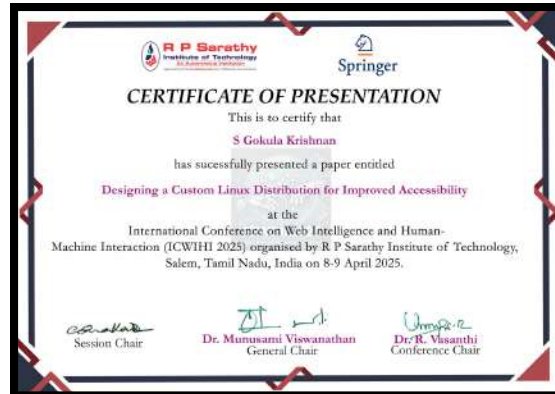 R P Sarathy
Institute of Technology
An Autonomous Institution
Springer
CERTIFICATE OF PRESENTATION
This is to certify that
S Gokula Krishnan
has sucessfully presented a paper entitled
Designing a Custom Linux Distribution for Improved Accessibility
at the
International Conference on Web Intelligence and Human-
Machine Interaction (ICWIHI 2025) organised by R P Sarathy Institute of Technology,
Salem, Tamil Nadu, India on 8-9 April 2025.
Session Chair
Dr. Munusami Viswanathan
General Chair
Dr. R. Vasanthi
Conference Chair